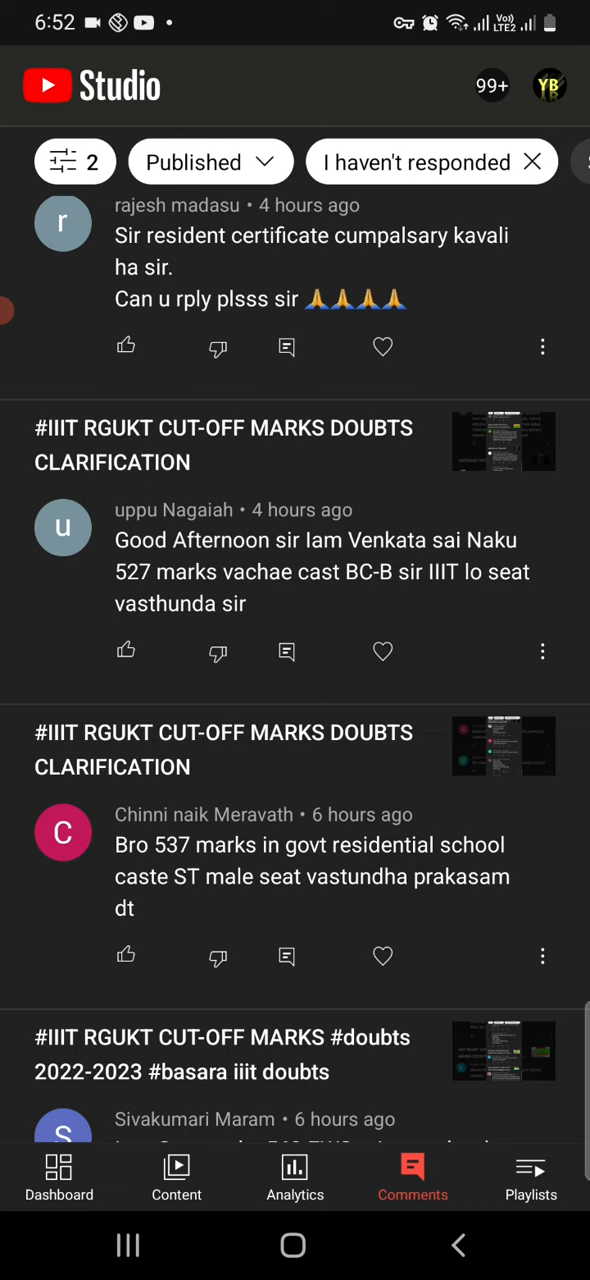 6:52
Vo))
LTE2
Studio
99+
YB
2
Published
I haven't responded
r
rajesh madasu • 4 hours ago
Sir resident certificate cumpalsary kavali
ha sir.
Can u rply plsss sir 🙏🙏🙏🙏
#IIIT RGUKT CUT-OFF MARKS DOUBTS
CLARIFICATION
u
uppu Nagaiah • 4 hours ago
Good Afternoon sir Iam Venkata sai Naku
527 marks vachae cast BC-B sir IIIT lo seat
vasthunda sir
#IIIT RGUKT CUT-OFF MARKS DOUBTS
CLARIFICATION
C
Chinni naik Meravath • 6 hours ago
Bro 537 marks in govt residential school
caste ST male seat vastundha prakasam
dt
#IIIT RGUKT CUT-OFF MARKS #doubts
2022-2023 #basara iiit doubts
S
Sivakumari Maram • 6 hours ago
Dashboard
Content
Analytics
Comments
Playlists